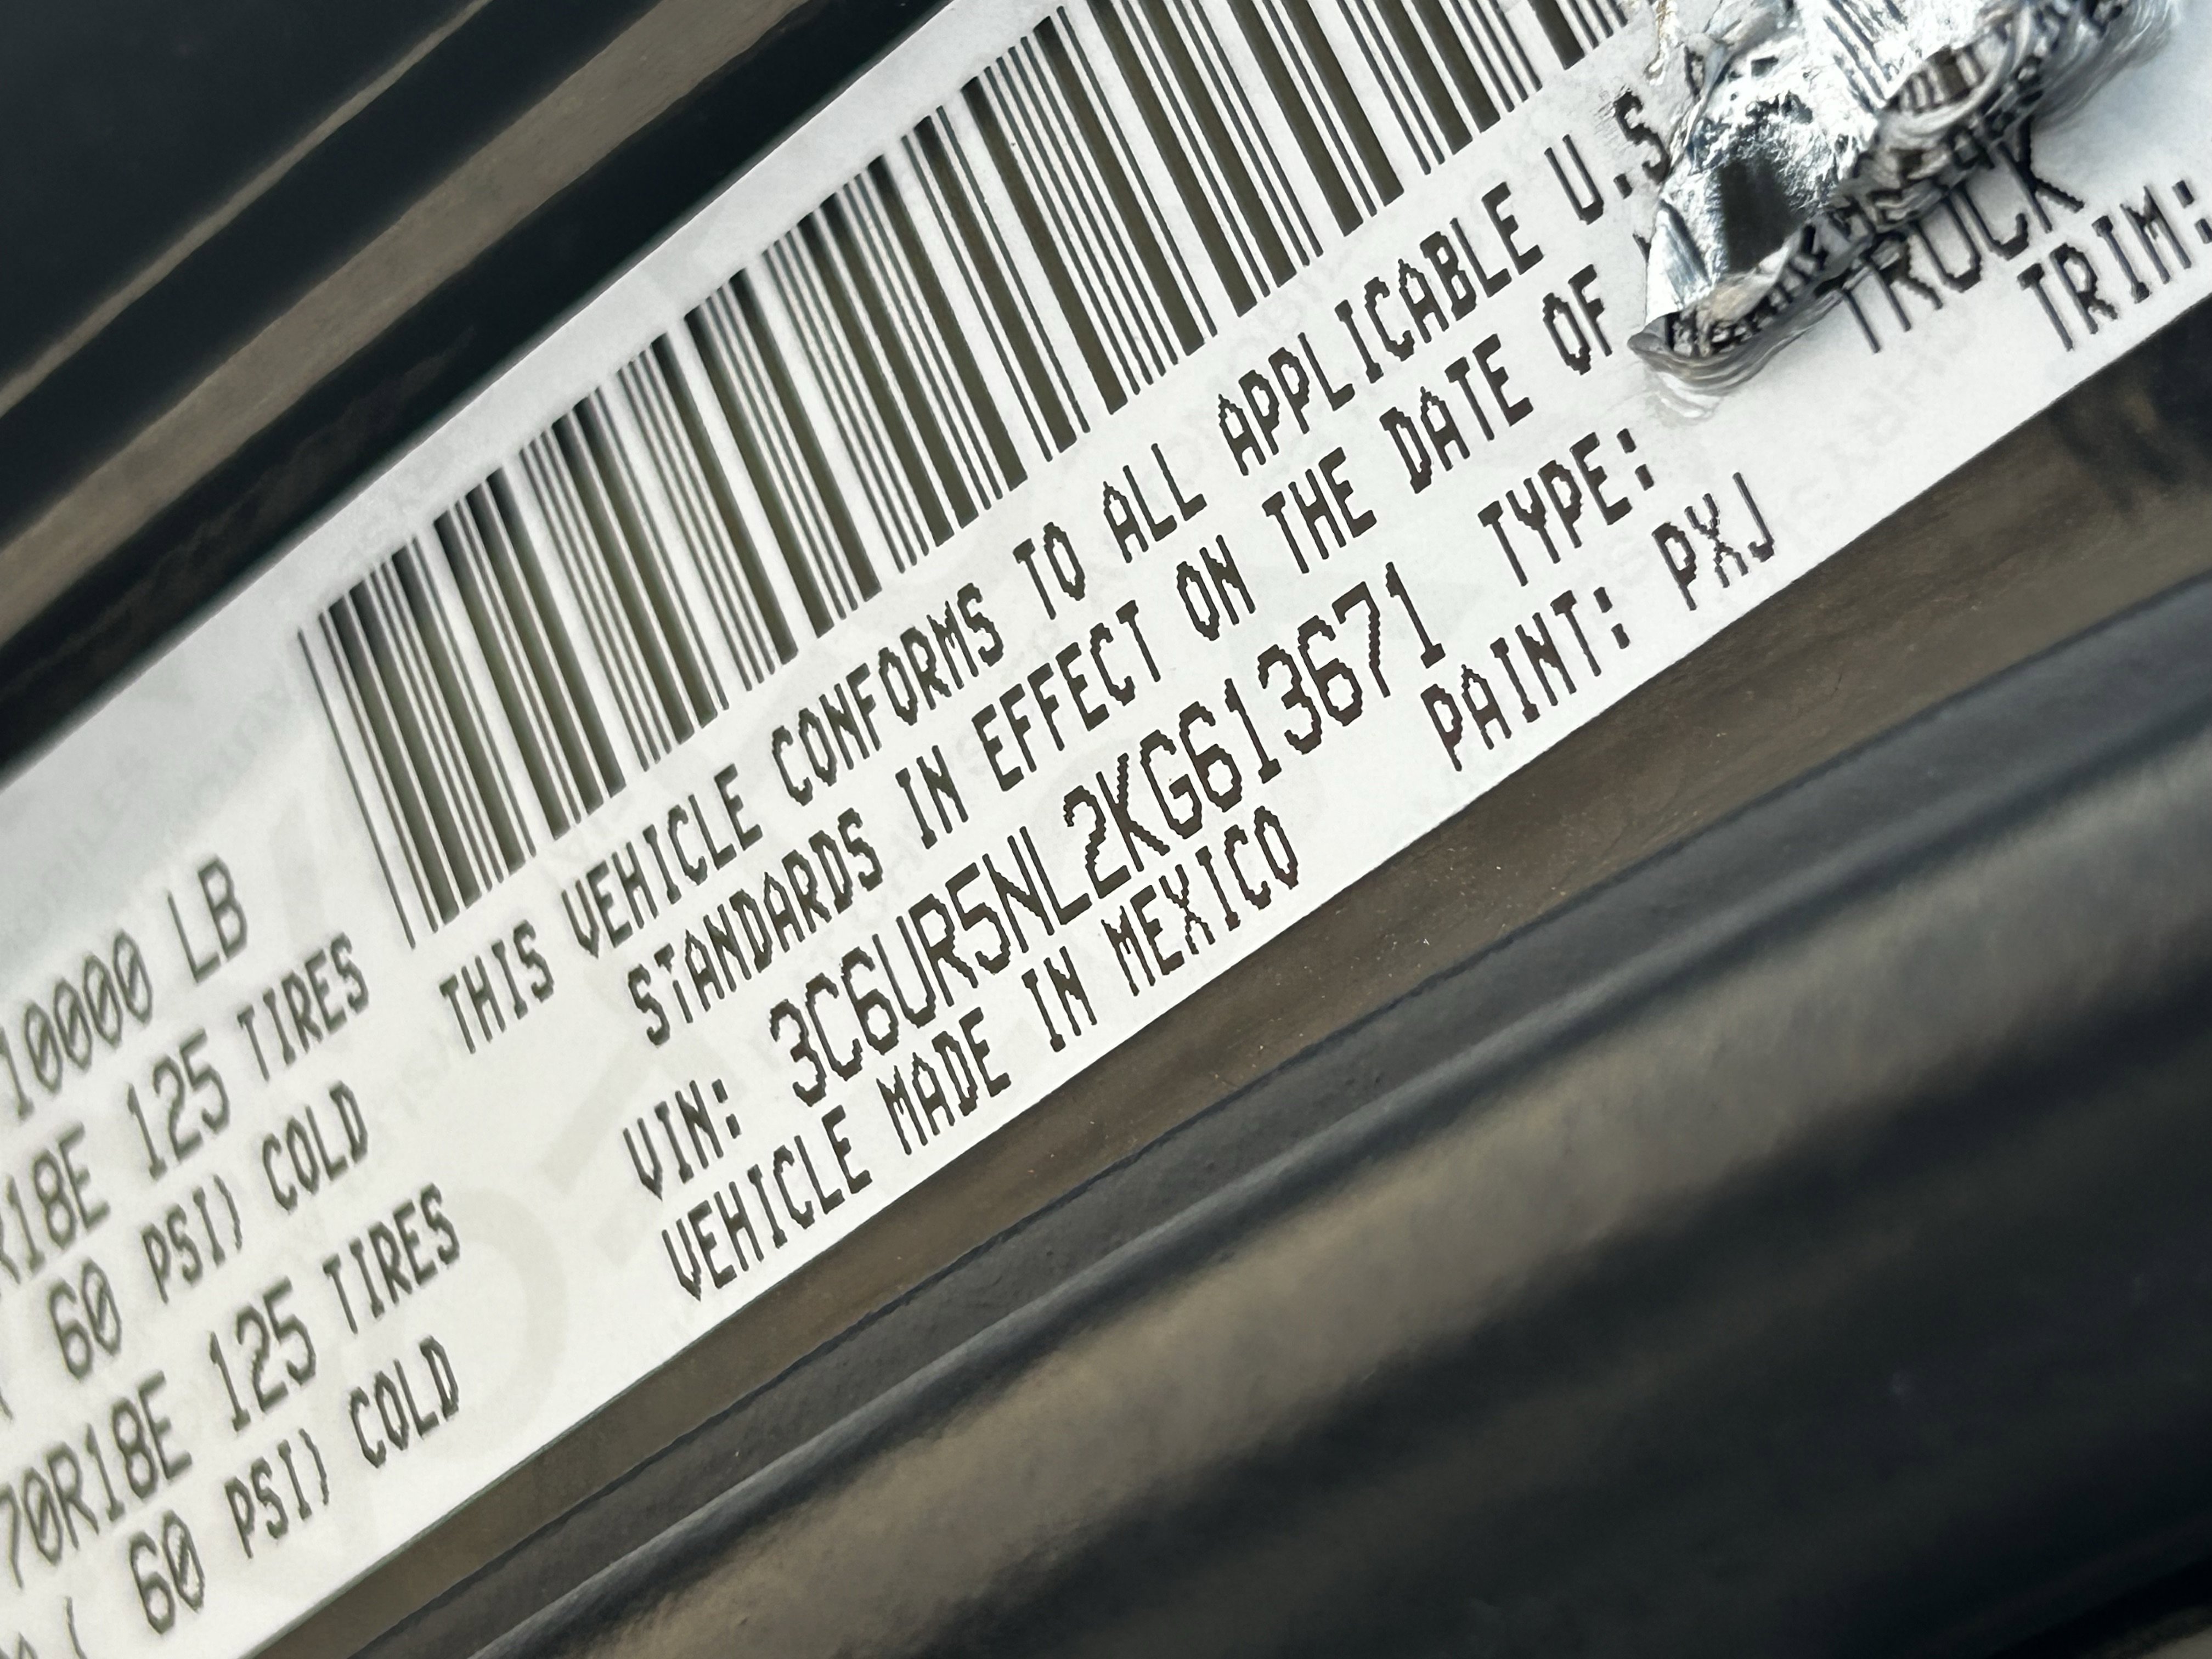 10000 LB
R18E 125 TIRES
60 PSI) COLD
70R18E 125 TIRES
( 60 PSI) COLD
THIS VEHICLE CONFORMS TO ALL APPLICABLE U.S.
STANDARDS IN EFFECT ON THE DATE OF
VIN: 3C6UR5NL2KG613671 TYPE: TRUCK
VEHICLE MADE IN MEXICO PAINT: PXJ TRIM: